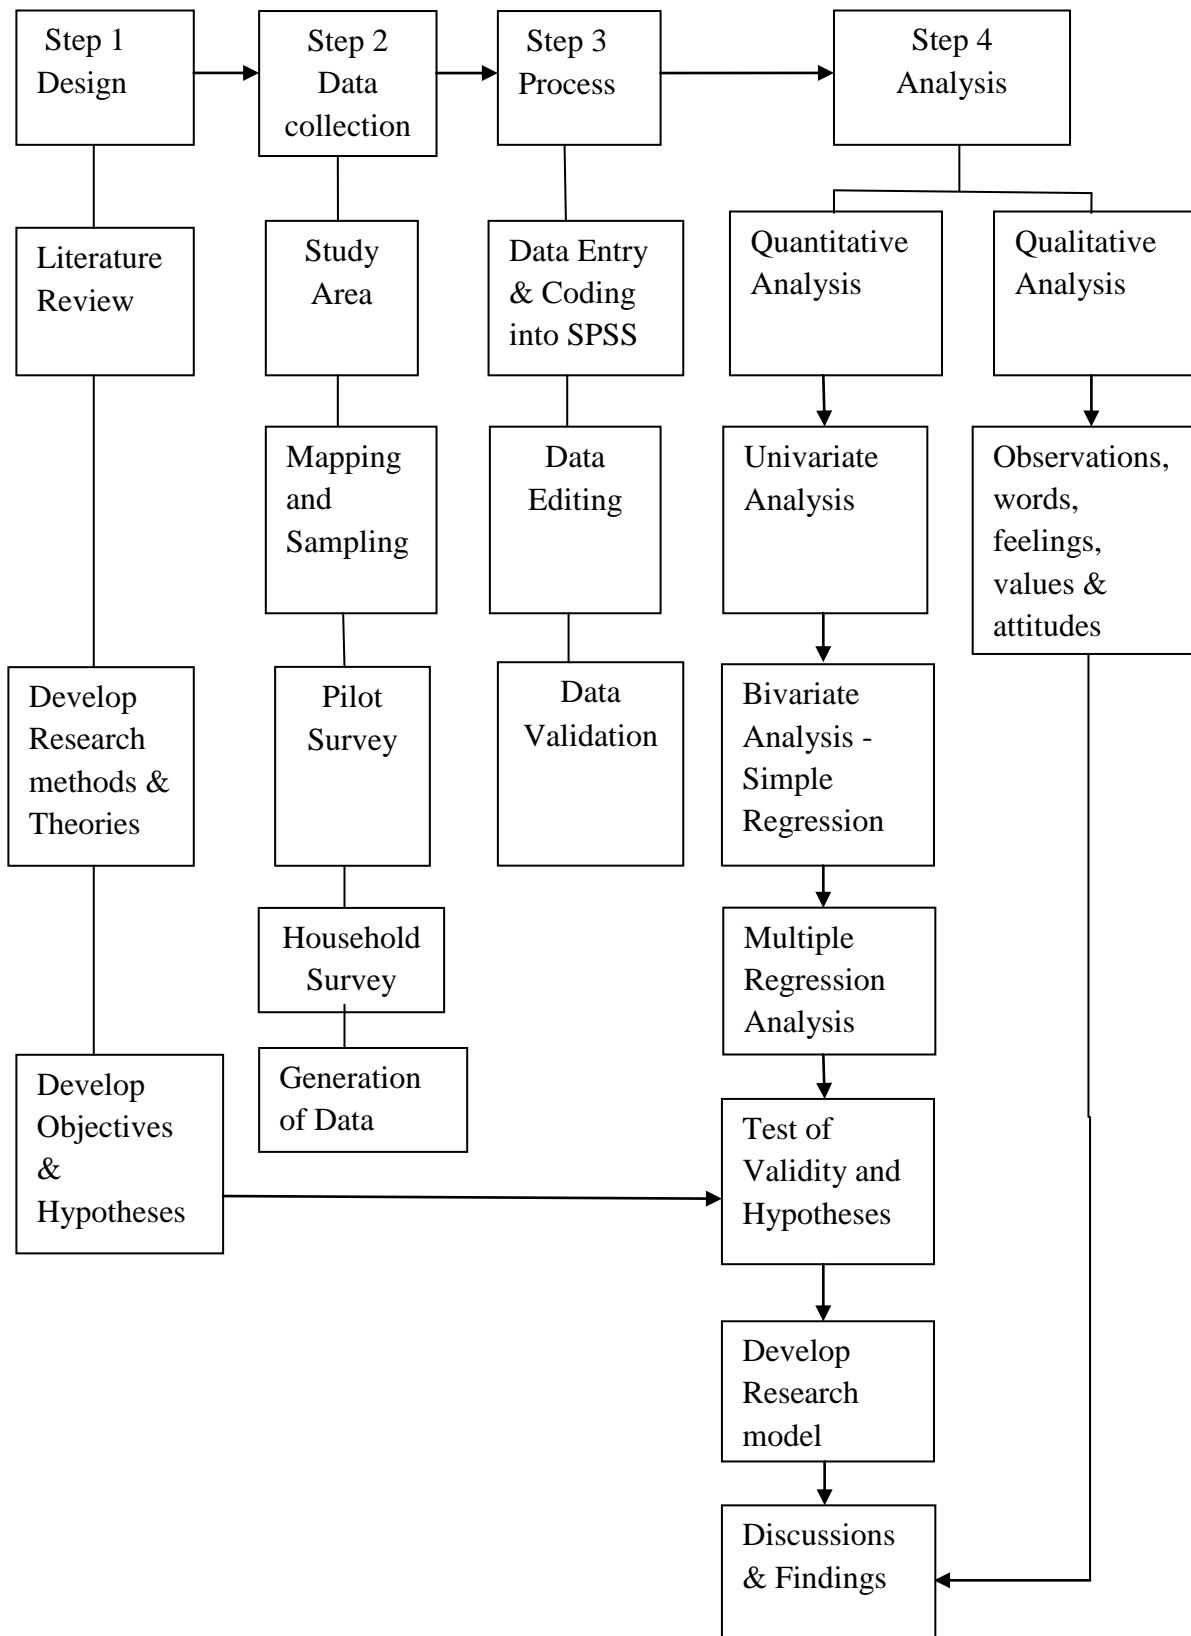 Step 1
Design
Step 2
Data
collection
Step 3
Process
Step 4
Analysis
Literature
Review
Study
Area
Data Entry
& Coding
into SPSS
Quantitative
Analysis
Qualitative
Analysis
Mapping
and
Sampling
Data
Editing
Univariate
Analysis
Observations,
words,
feelings,
values &
attitudes
Develop
Research
methods &
Theories
Pilot
Survey
Data
Validation
Bivariate
Analysis -
Simple
Regression
Household
Survey
Multiple
Regression
Analysis
Develop
Objectives
&
Hypotheses
Generation
of Data
Test of
Validity and
Hypotheses
Develop
Research
model
Discussions
& Findings